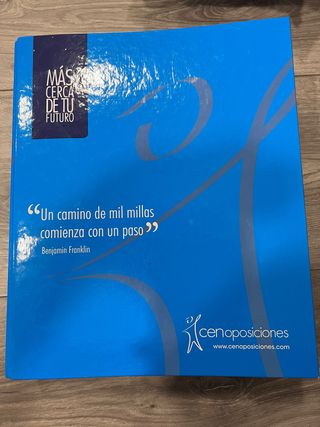 MÁS
CERCA
DE TU
FUTURO
“Un camino de mil millas
comienza con un paso”
Benjamin Franklin
cenoposiciones
www.cenoposiciones.com